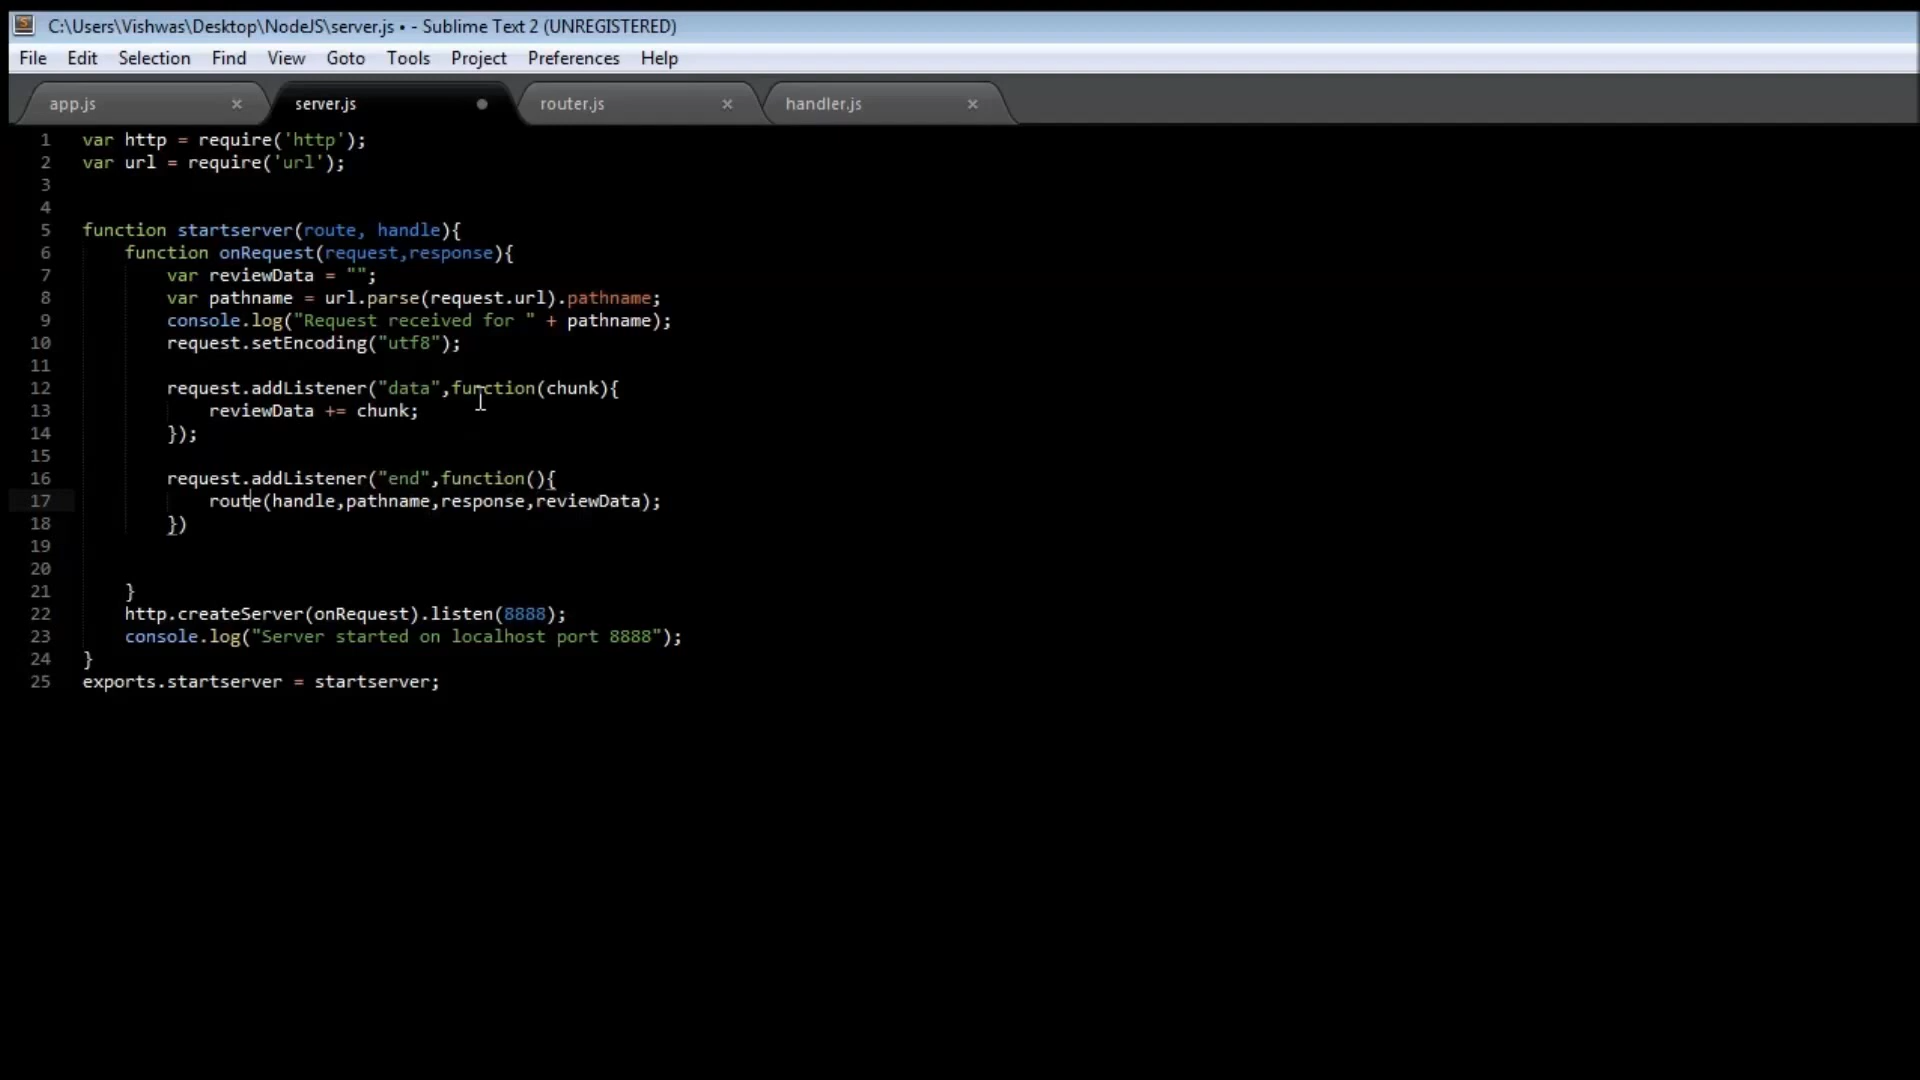 C:\Users\Vishwas\Desktop\NodeJS\server.js • - Sublime Text 2 (UNREGISTERED)
File Edit Selection Find View Goto Tools Project Preferences Help
app.js × server.js router.js × handler.js ×
1 var http = require('http');
2 var url = require('url');
3
4
5 function startserver(route, handle){
6 function onRequest(request,response){
7 var reviewData = "";
8 var pathname = url.parse(request.url).pathname;
9 console.log("Request received for " + pathname);
10 request.setEncoding("utf8");
11
12 request.addListener("data",function(chunk){
13 reviewData += chunk;
14 });
15
16 request.addListener("end",function(){
17 route(handle,pathname,response,reviewData);
18 })
19
20
21 }
22 http.createServer(onRequest).listen(8888);
23 console.log("Server started on localhost port 8888");
24 }
25 exports.startserver = startserver;